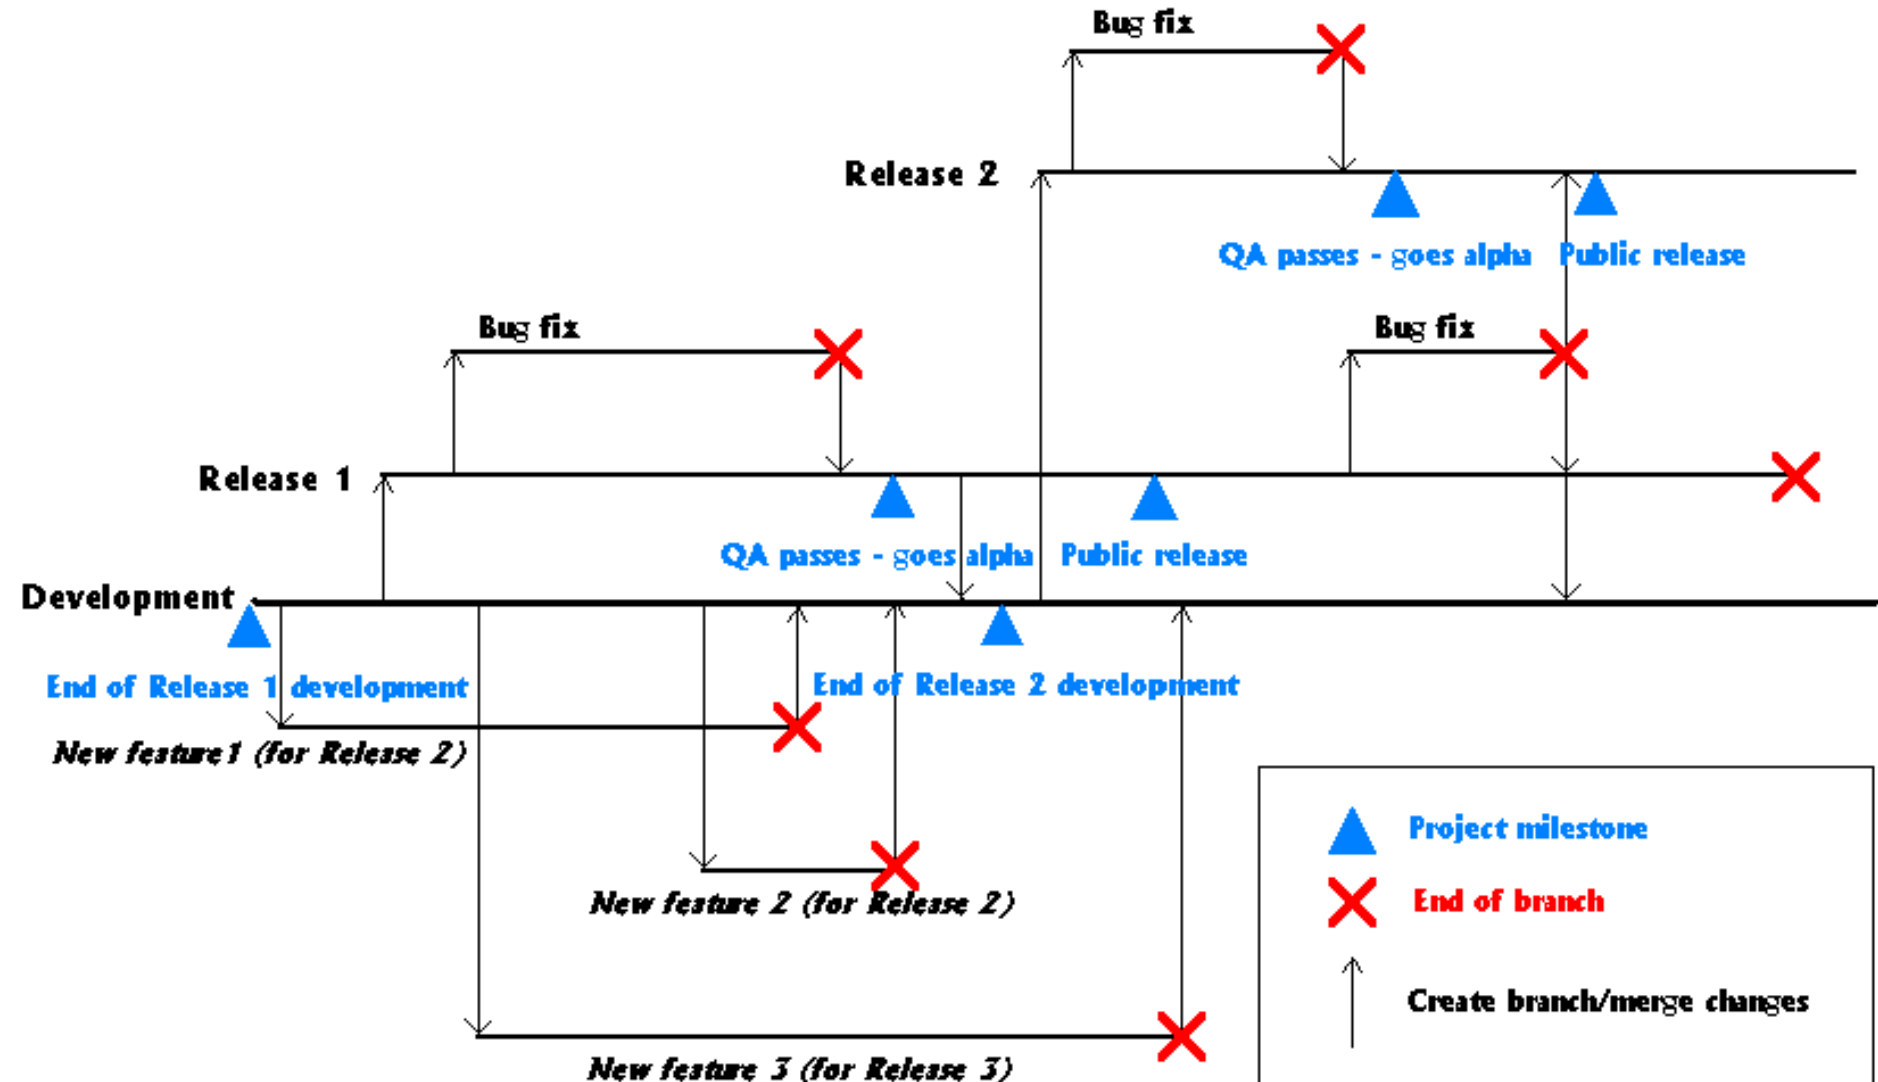 Bug fix
Release 2
QA passes - goes alpha
Public release
Bug fix
Bug fix
Release 1
QA passes - goes alpha
Public release
Development
End of Release 1 development
End of Release 2 development
New feature1 (for Release 2)
New feature 2 (for Release 2)
New feature 3 (for Release 3)
Project milestone
End of branch
Create branch/merge changes